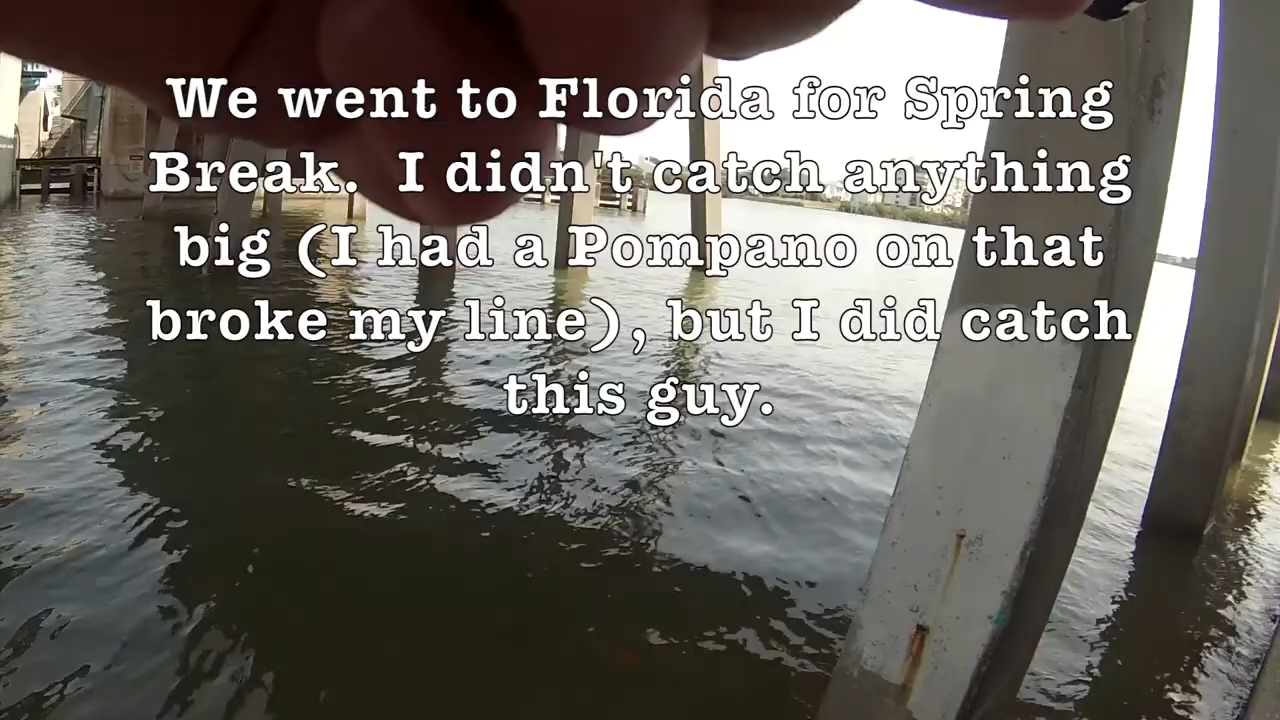 We went to Florida for Spring
Break.  I didn't catch anything
big (I had a Pompano on that
broke my line), but I did catch
this guy.